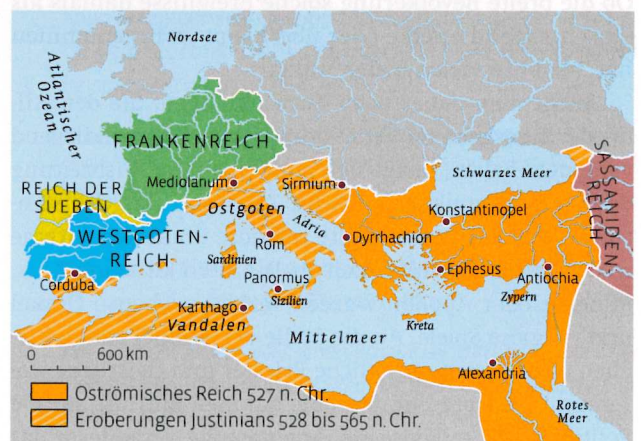 Nordsee
Atlantischer
Ozean
FRANKENREICH
SASSANIDEN-
REICH
Schwarzes Meer
Mediolanum
Sirmium
REICH DER
SUEBEN
Ostgoten
Konstantinopel
Adria
WESTGOTEN-
REICH
Rom
Dyrrhachion
Sardinien
Ephesus
Antiochia
Corduba
Panormus
Sizilien
Zypern
Karthago
Vandalen
Kreta
Mittelmeer
0 600 km
Alexandria
Oströmisches Reich 527 n. Chr.
Eroberungen Justinians 528 bis 565 n. Chr.
Rotes
Meer